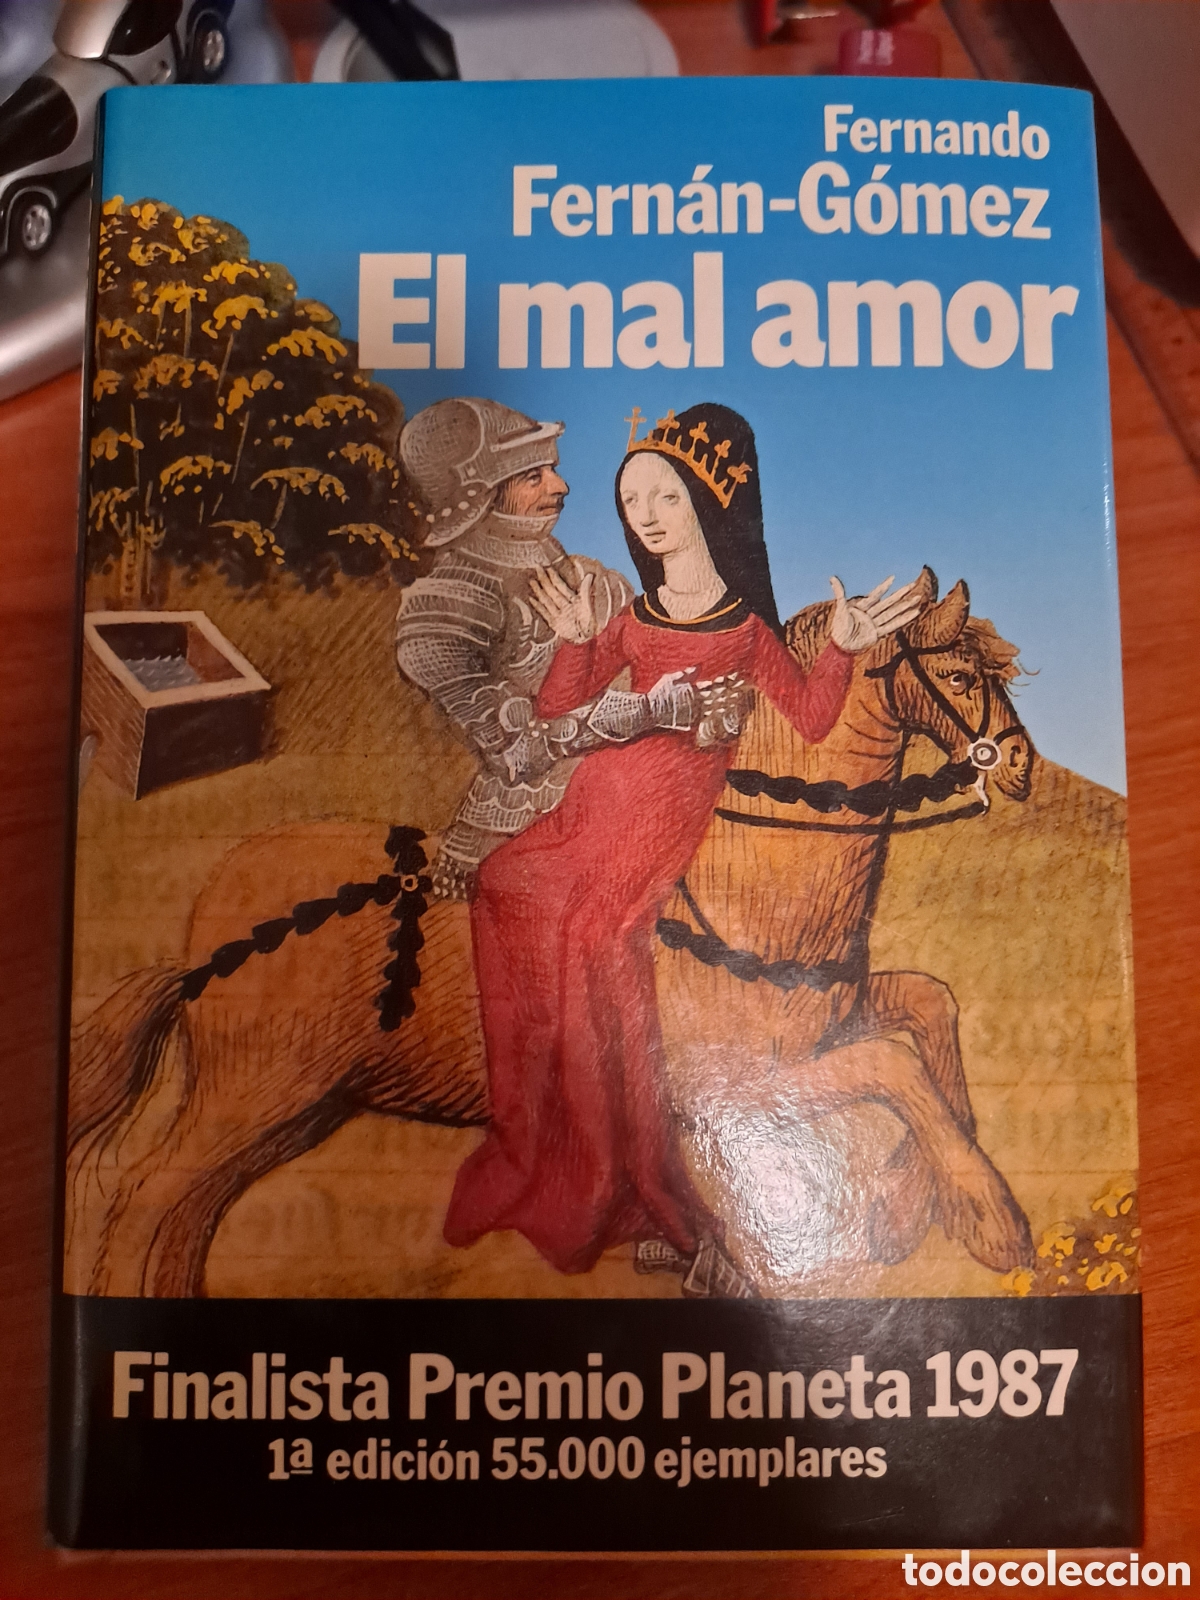 Fernando
Fernán-Gómez
El mal amor
Finalista Premio Planeta 1987
1ª edición 55.000 ejemplares
todocoleccion